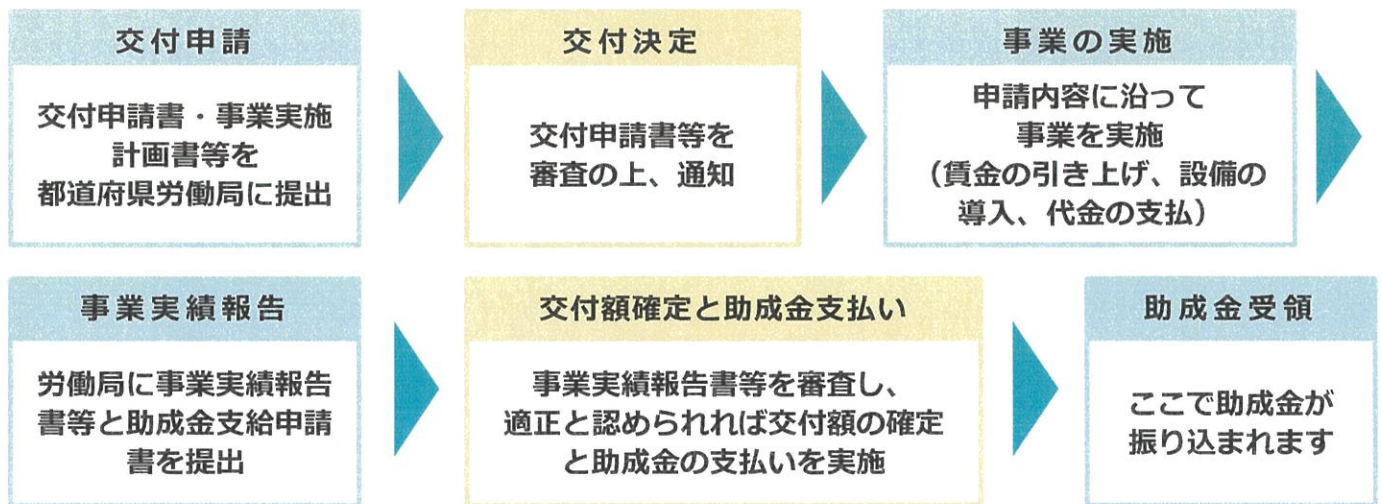 交付申請
交付申請書・事業実施
計画書等を
都道府県労働局に提出
交付決定
交付申請書等を
審査の上、通知
事業の実施
申請内容に沿って
事業を実施
（賃金の引き上げ、設備の
導入、代金の支払）
事業実績報告
労働局に事業実績報告
書等と助成金支給申請
書を提出
交付額確定と助成金支払い
事業実績報告書等を審査し、
適正と認められれば交付額の確定
と助成金の支払いを実施
助成金受領
ここで助成金が
振り込まれます